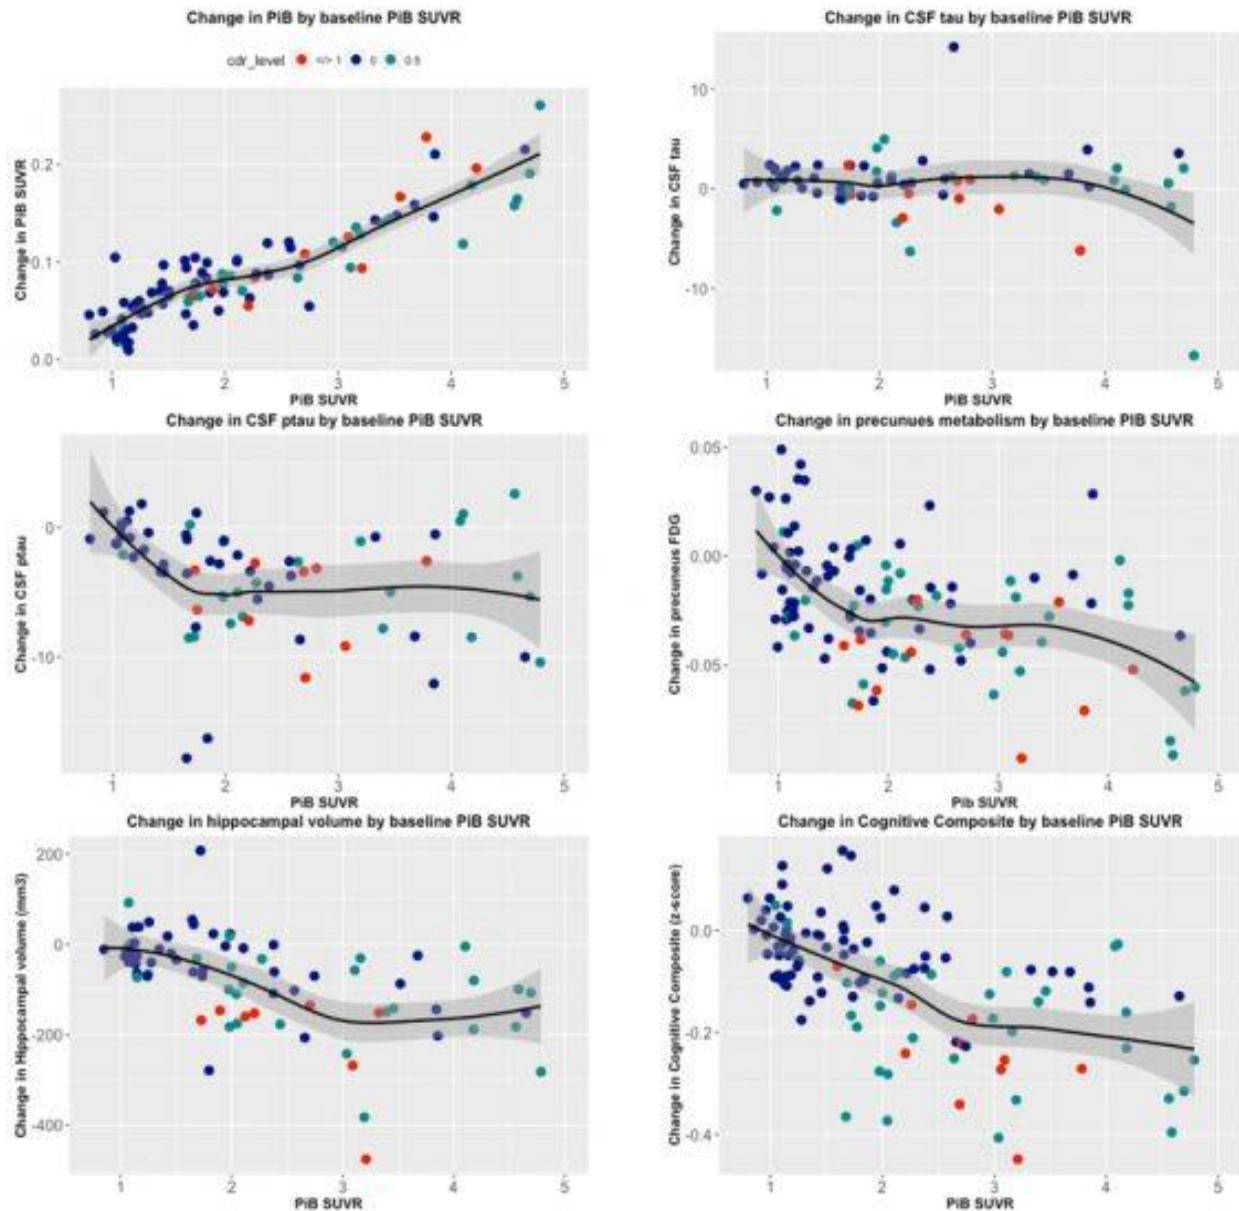 Change in PiB by baseline PiB SUVR
cdr_level =/> 1 0 0.5
Change in PiB SUVR
0.2
0.1
0.0
1 2 3 4 5
PiB SUVR
Change in CSF tau by baseline PiB SUVR
Change in CSF tau
10
0
-10
1 2 3 4 5
PiB SUVR
Change in CSF ptau by baseline PiB SUVR
Change in CSF ptau
0
-10
1 2 3 4 5
PiB SUVR
Change in precunues metabolism by baseline PiB SUVR
Change in precuneus FDG
0.05
0.00
-0.05
1 2 3 4 5
Pib SUVR
Change in hippocampal volume by baseline PiB SUVR
Change in Hippocampal volume (mm3)
200
0
-200
-400
1 2 3 4 5
PiB SUVR
Change in Cognitive Composite by baseline PiB SUVR
Change in Cognitive Composite (z-score)
0.0
-0.2
-0.4
1 2 3 4 5
PiB SUVR